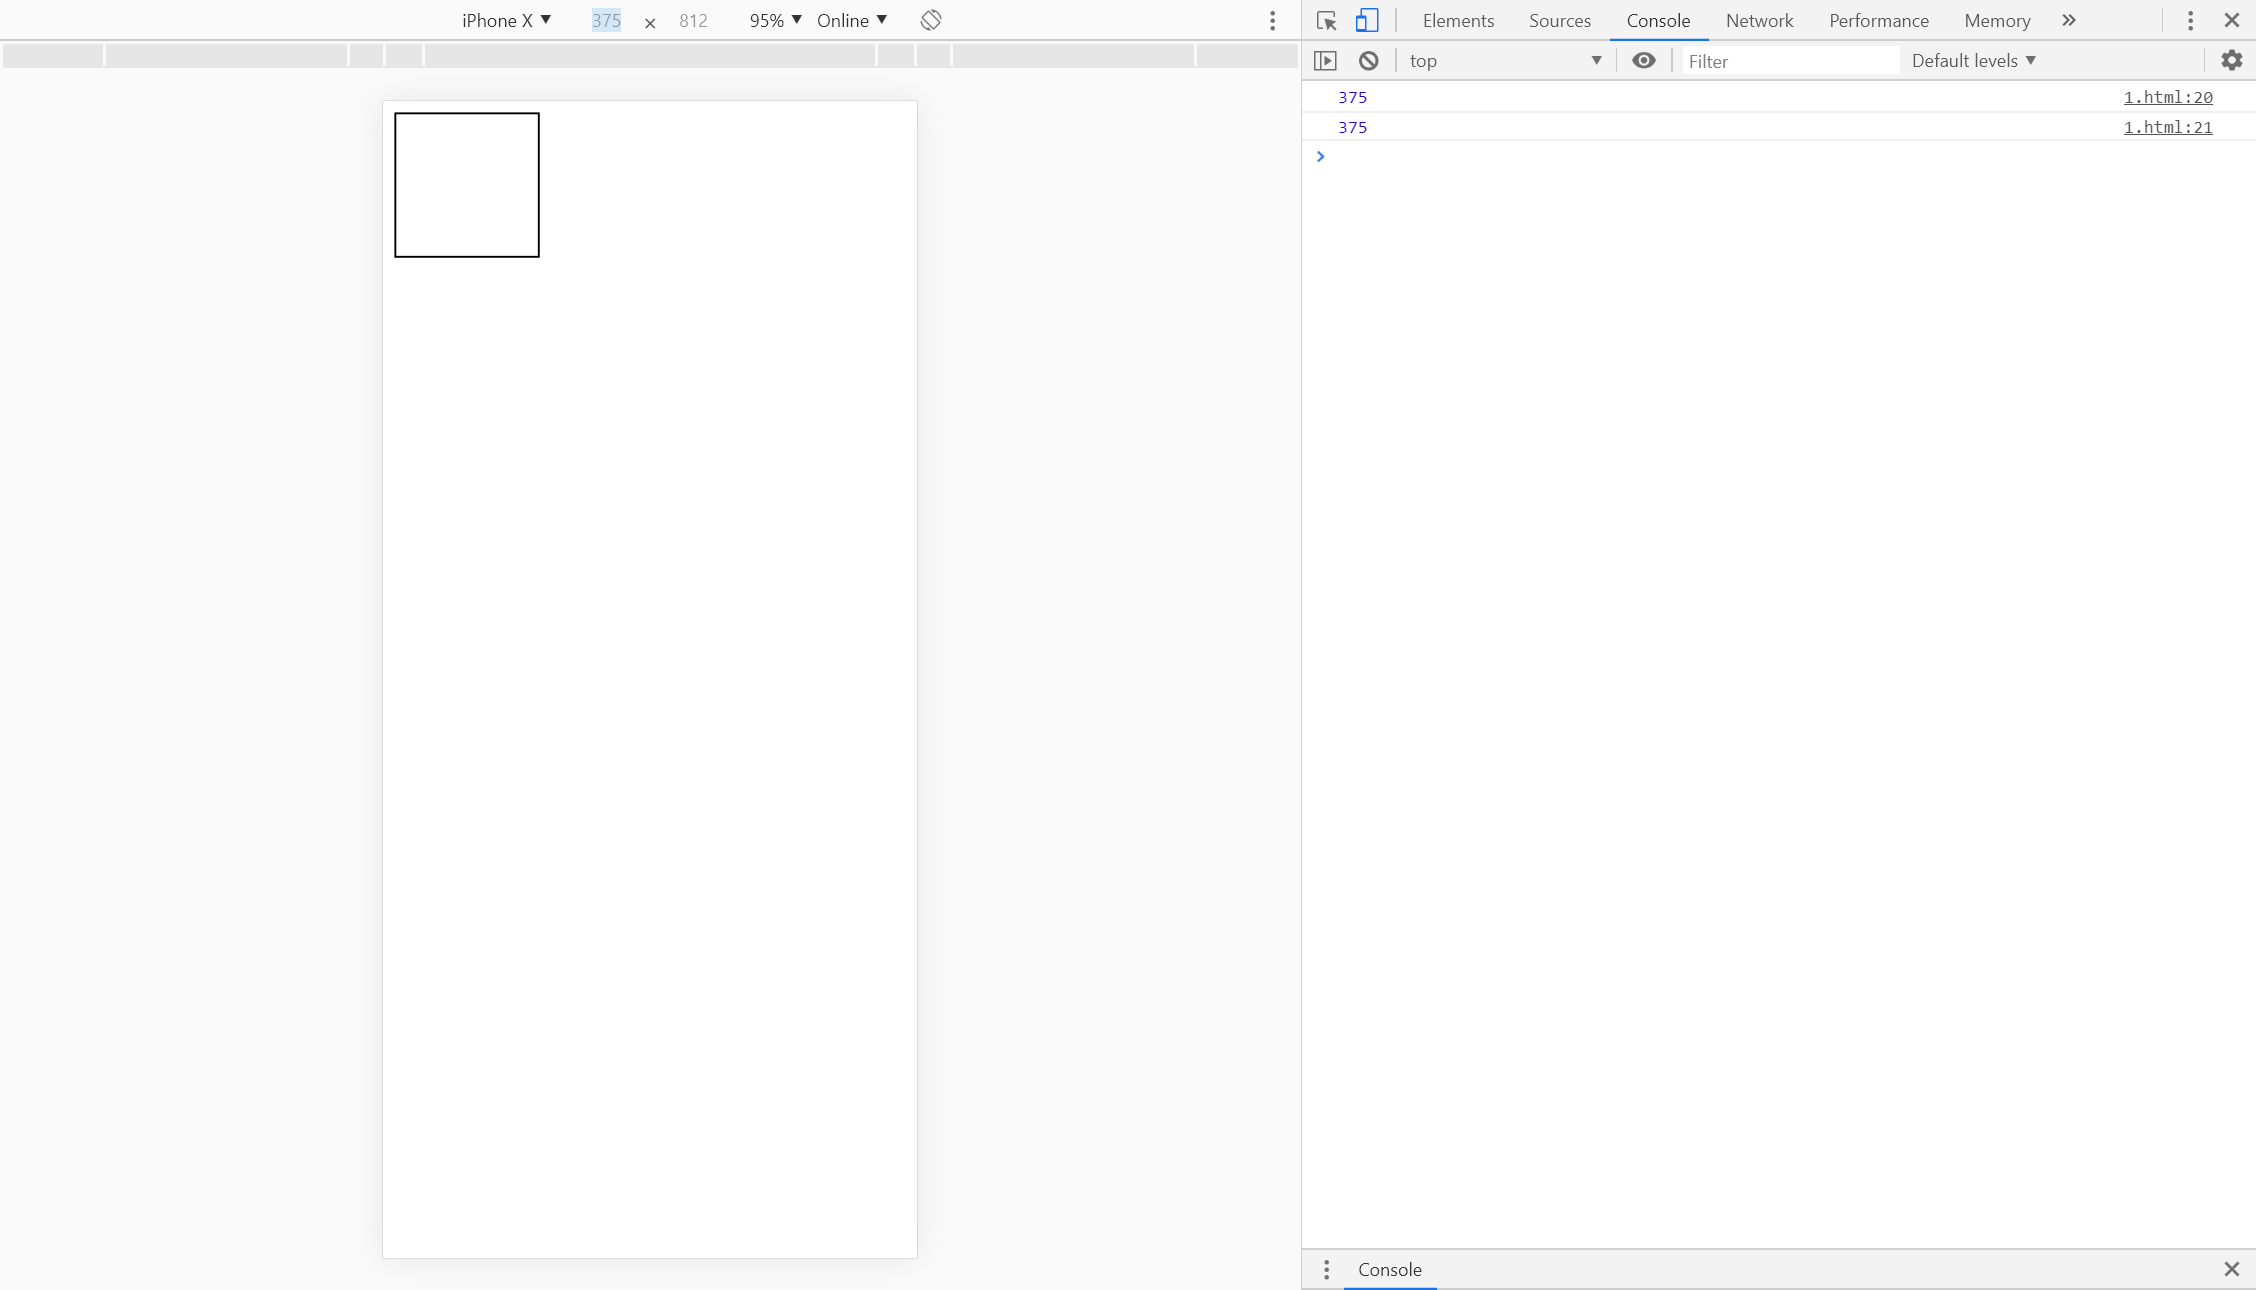 iPhone X ▼ 375 × 812 95% ▼ Online ▼
Elements Sources Console Network Performance Memory »
top ▼ Filter Default levels ▼
375 1.html:20
375 1.html:21
Console